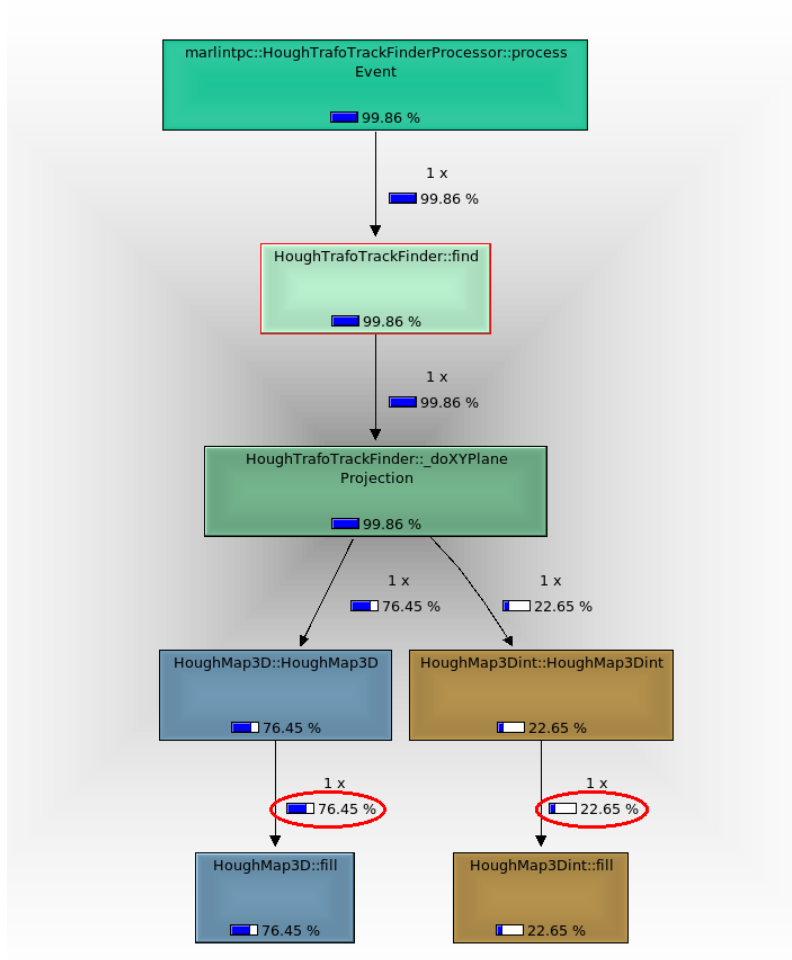 marlintpc::HoughTrafoTrackFinderProcessor::process
Event
99.86 %
1 x
99.86 %
HoughTrafoTrackFinder::find
99.86 %
1 x
99.86 %
HoughTrafoTrackFinder::_doXYPlane
Projection
99.86 %
1 x
76.45 %
1 x
22.65 %
HoughMap3D::HoughMap3D
76.45 %
HoughMap3Dint::HoughMap3Dint
22.65 %
1 x
76.45 %
1 x
22.65 %
HoughMap3D::fill
76.45 %
HoughMap3Dint::fill
22.65 %